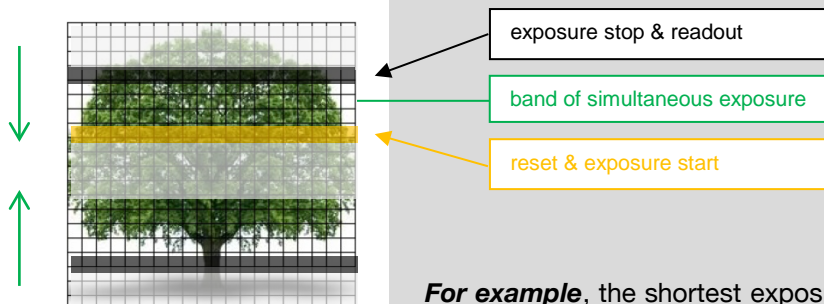 exposure stop & readout
band of simultaneous exposure
reset & exposure start
For example, the shortest expos